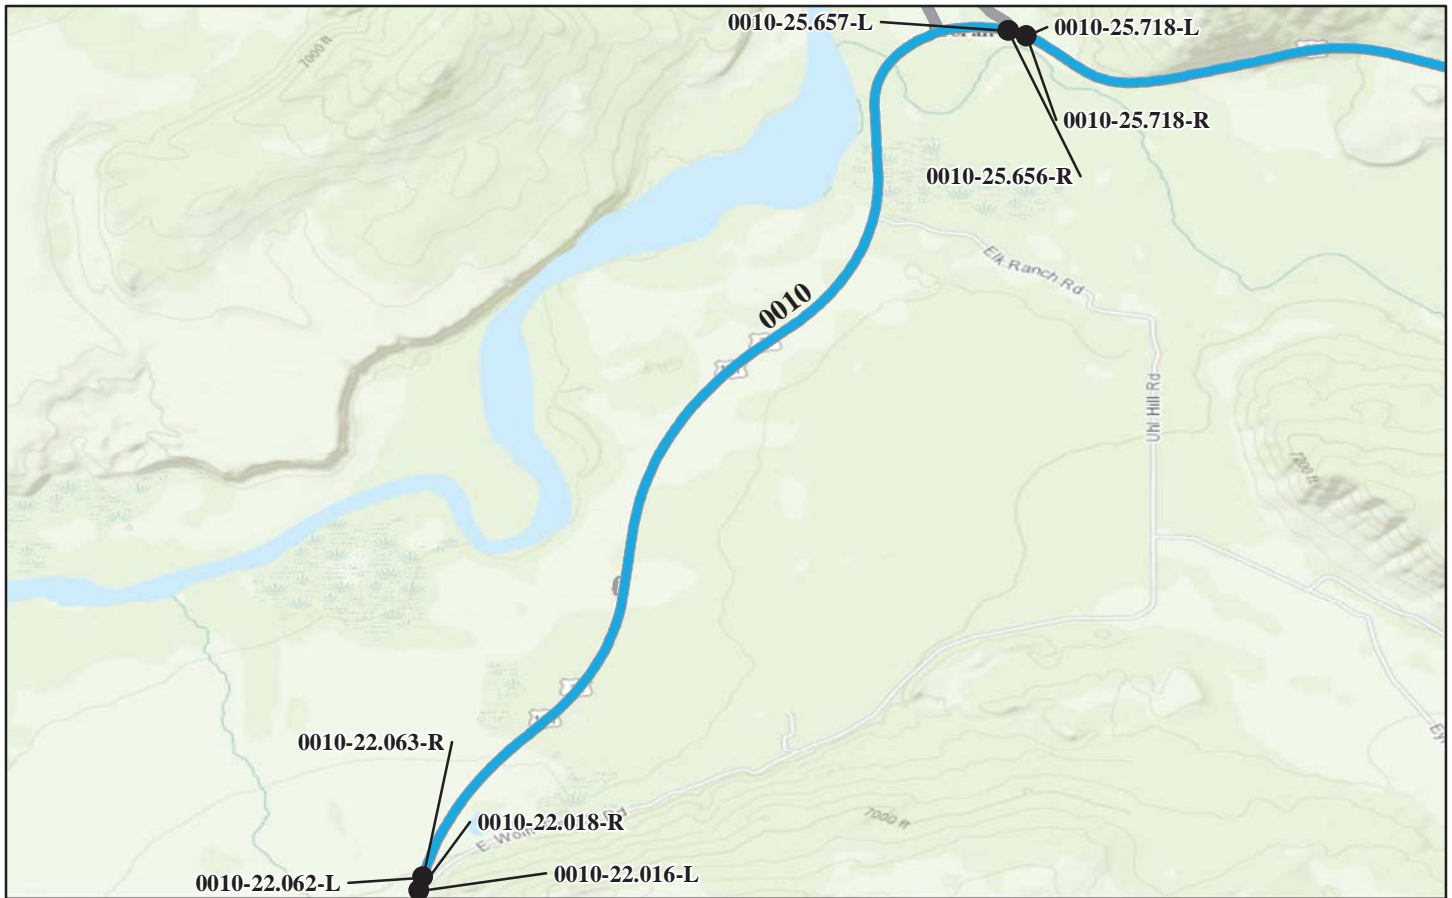 0010-25.657-L
0010-25.718-L
7000 ft
0010-25.718-R
0010-25.656-R
Elk Ranch Rd
0010
Uhl Hill Rd
7200 ft
0010-22.063-R
0010-22.018-R
E Rd
7000 ft
0010-22.016-L
0010-22.062-L